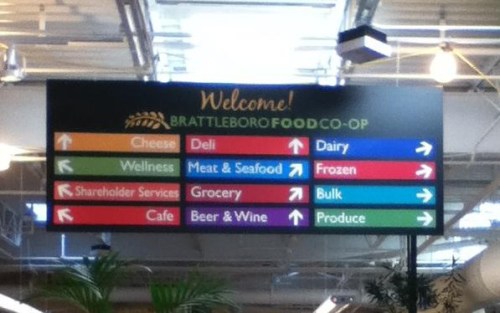 Welcome!
BRATTLEBORO FOOD CO-OP
Cheese
Wellness
Shareholder Services
Cafe
Deli
Meat & Seafood
Grocery
Beer & Wine
Dairy
Frozen
Bulk
Produce